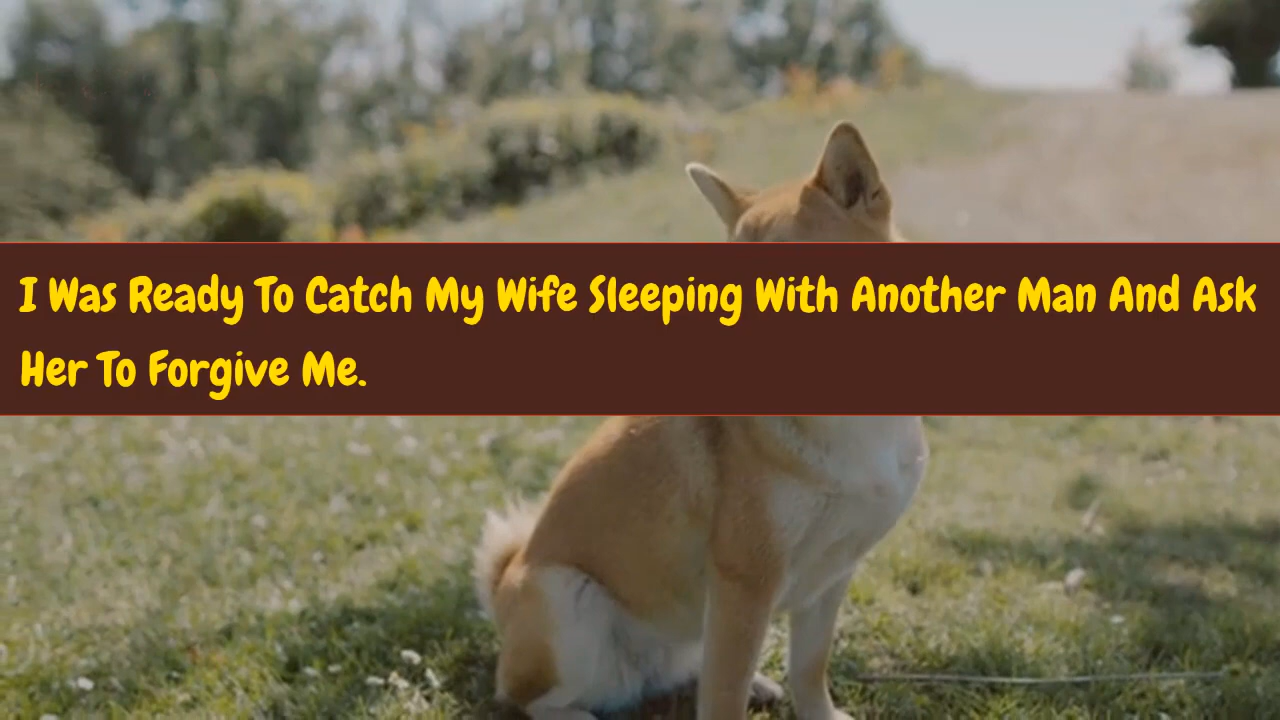 I Was Ready To Catch My Wife Sleeping With Another Man And Ask
Her To Forgive Me.